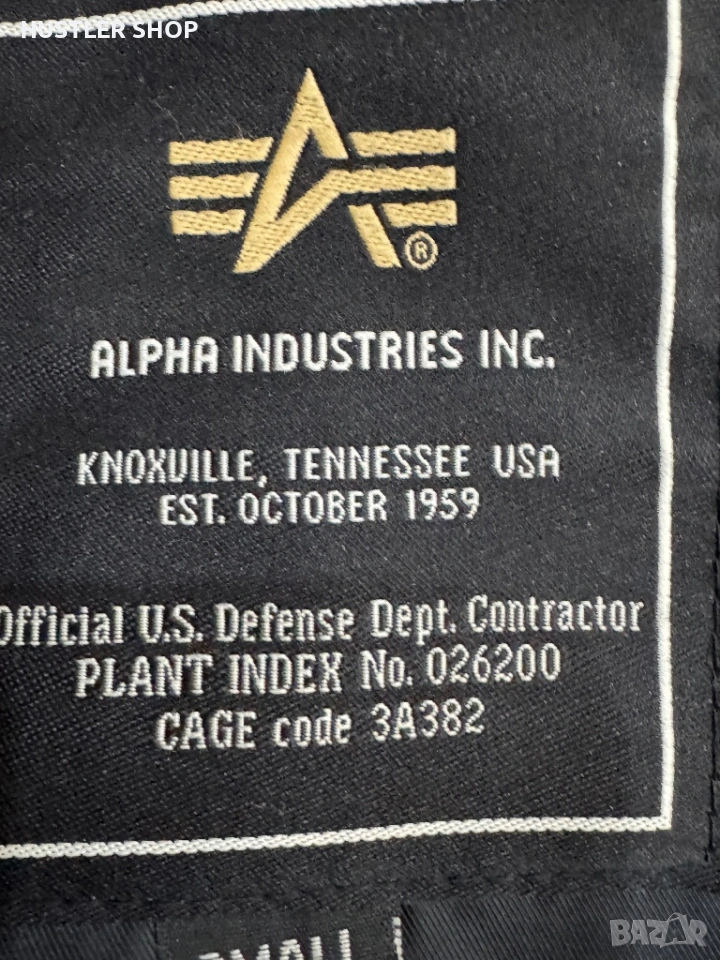 HUSTLER SHOP
®
ALPHA INDUSTRIES INC.
KNOXVILLE, TENNESSEE USA
EST. OCTOBER 1959
Official U.S. Defense Dept. Contractor
PLANT INDEX No. 026200
CAGE code 3A382
SMALL
BAZAR